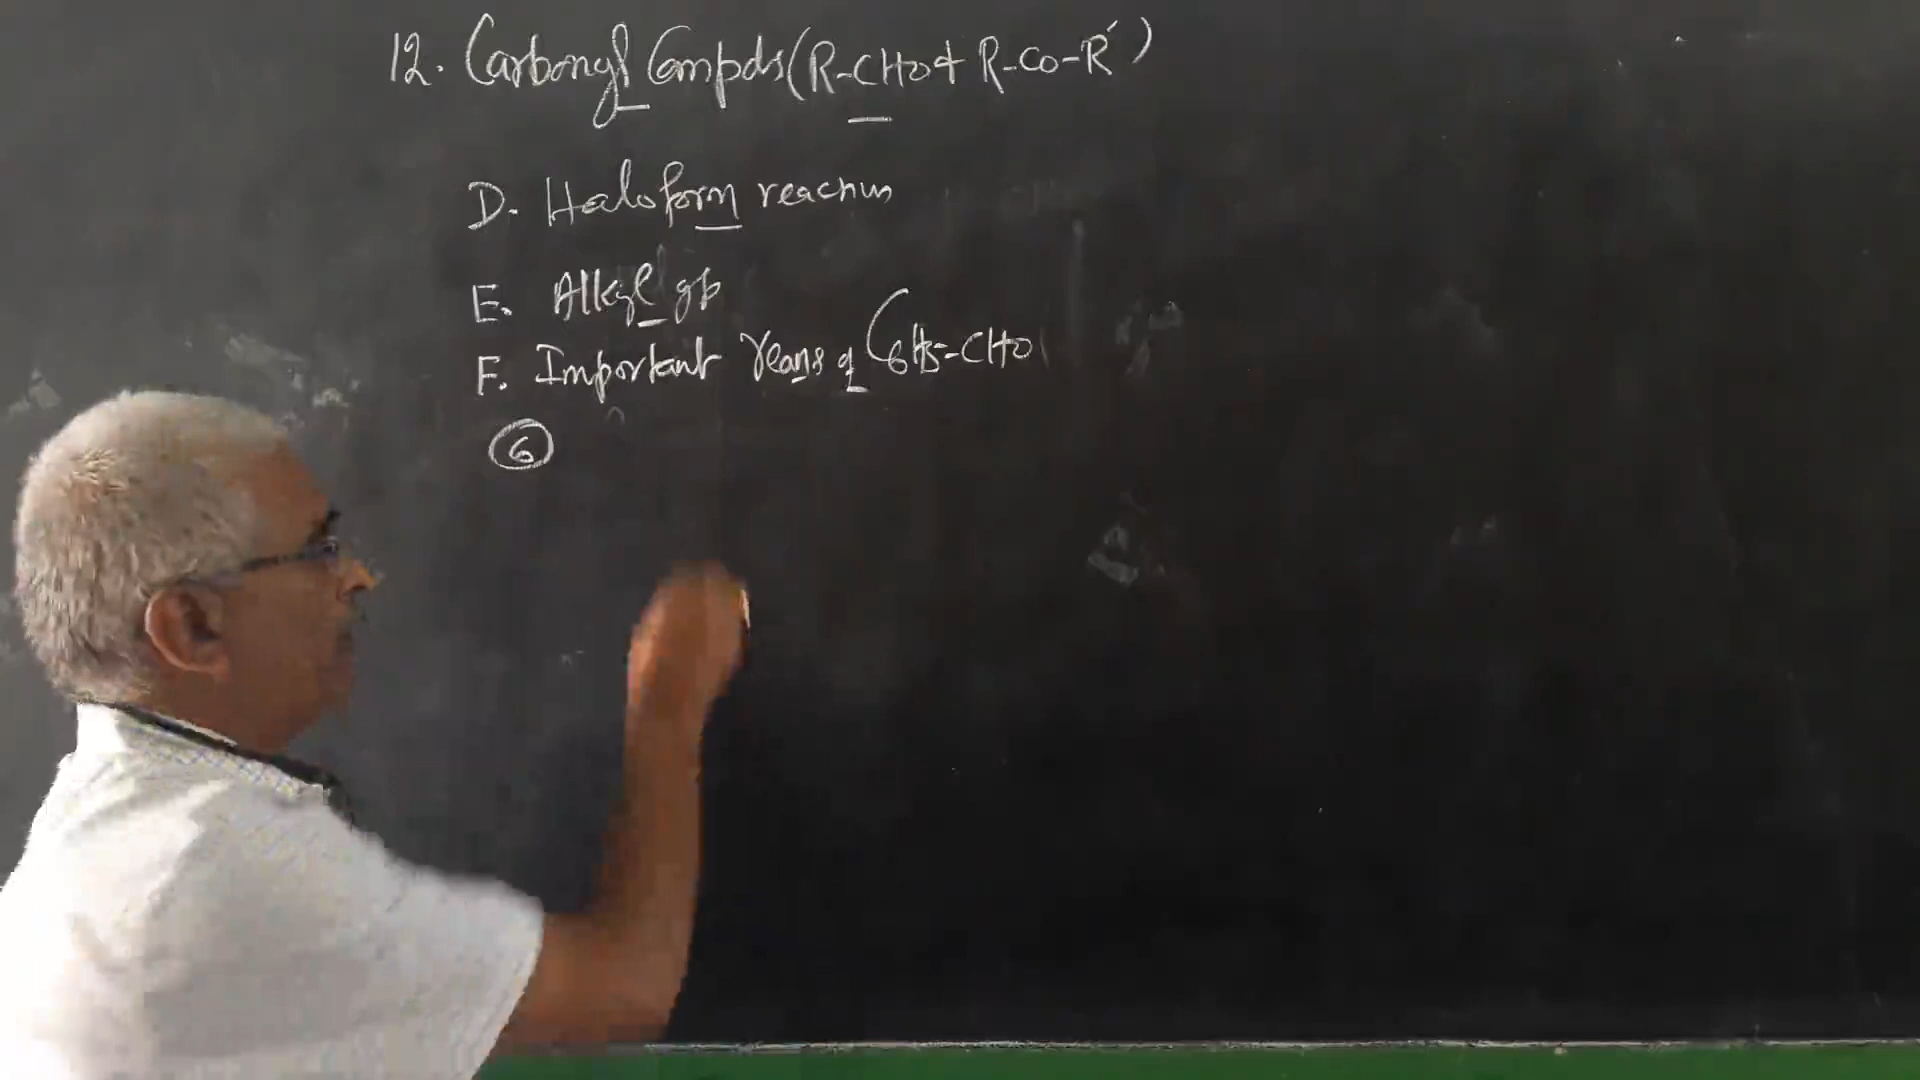 12. Carbonyl Compds (R-CHO & R-CO-R')
D. Haloform reaction
E. Alkyl gp
F. Important reans of C6H5-CHO
6